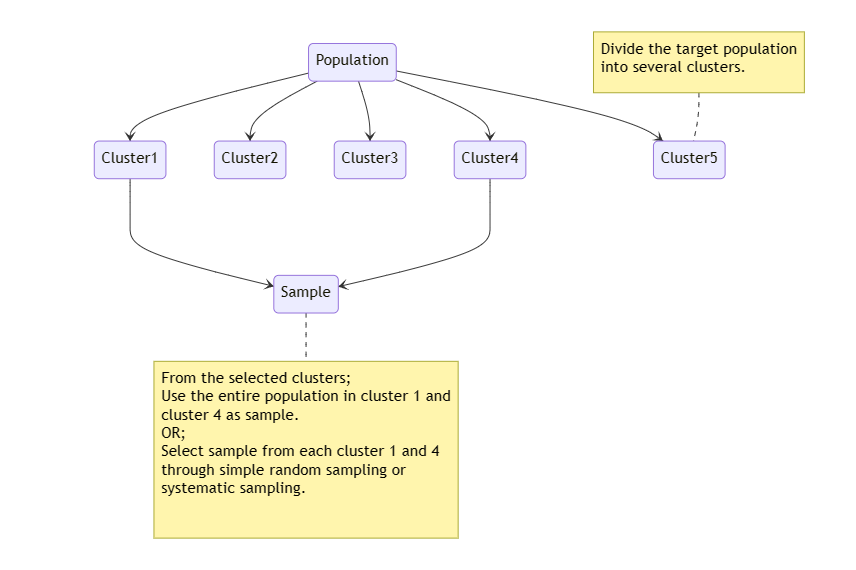 Divide the target population
into several clusters.
Population
Cluster1
Cluster2
Cluster3
Cluster4
Cluster5
Sample
From the selected clusters;
Use the entire population in cluster 1 and
cluster 4 as sample.
OR;
Select sample from each cluster 1 and 4
through simple random sampling or
systematic sampling.